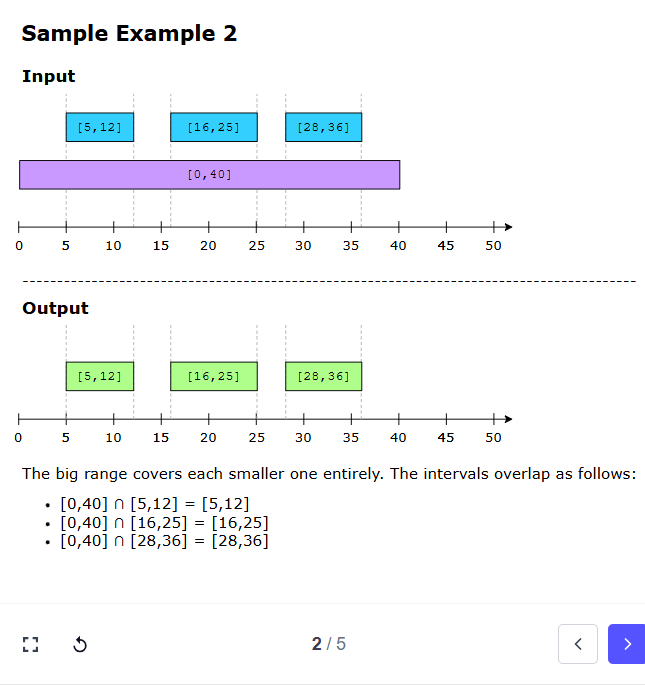 Sample Example 2
Input
[5,12] [16,25] [28,36]
[0,40]
0 5 10 15 20 25 30 35 40 45 50
Output
[5,12] [16,25] [28,36]
0 5 10 15 20 25 30 35 40 45 50
The big range covers each smaller one entirely. The intervals overlap as follows:
• [0,40] ∩ [5,12] = [5,12]
• [0,40] ∩ [16,25] = [16,25]
• [0,40] ∩ [28,36] = [28,36]
2 / 5